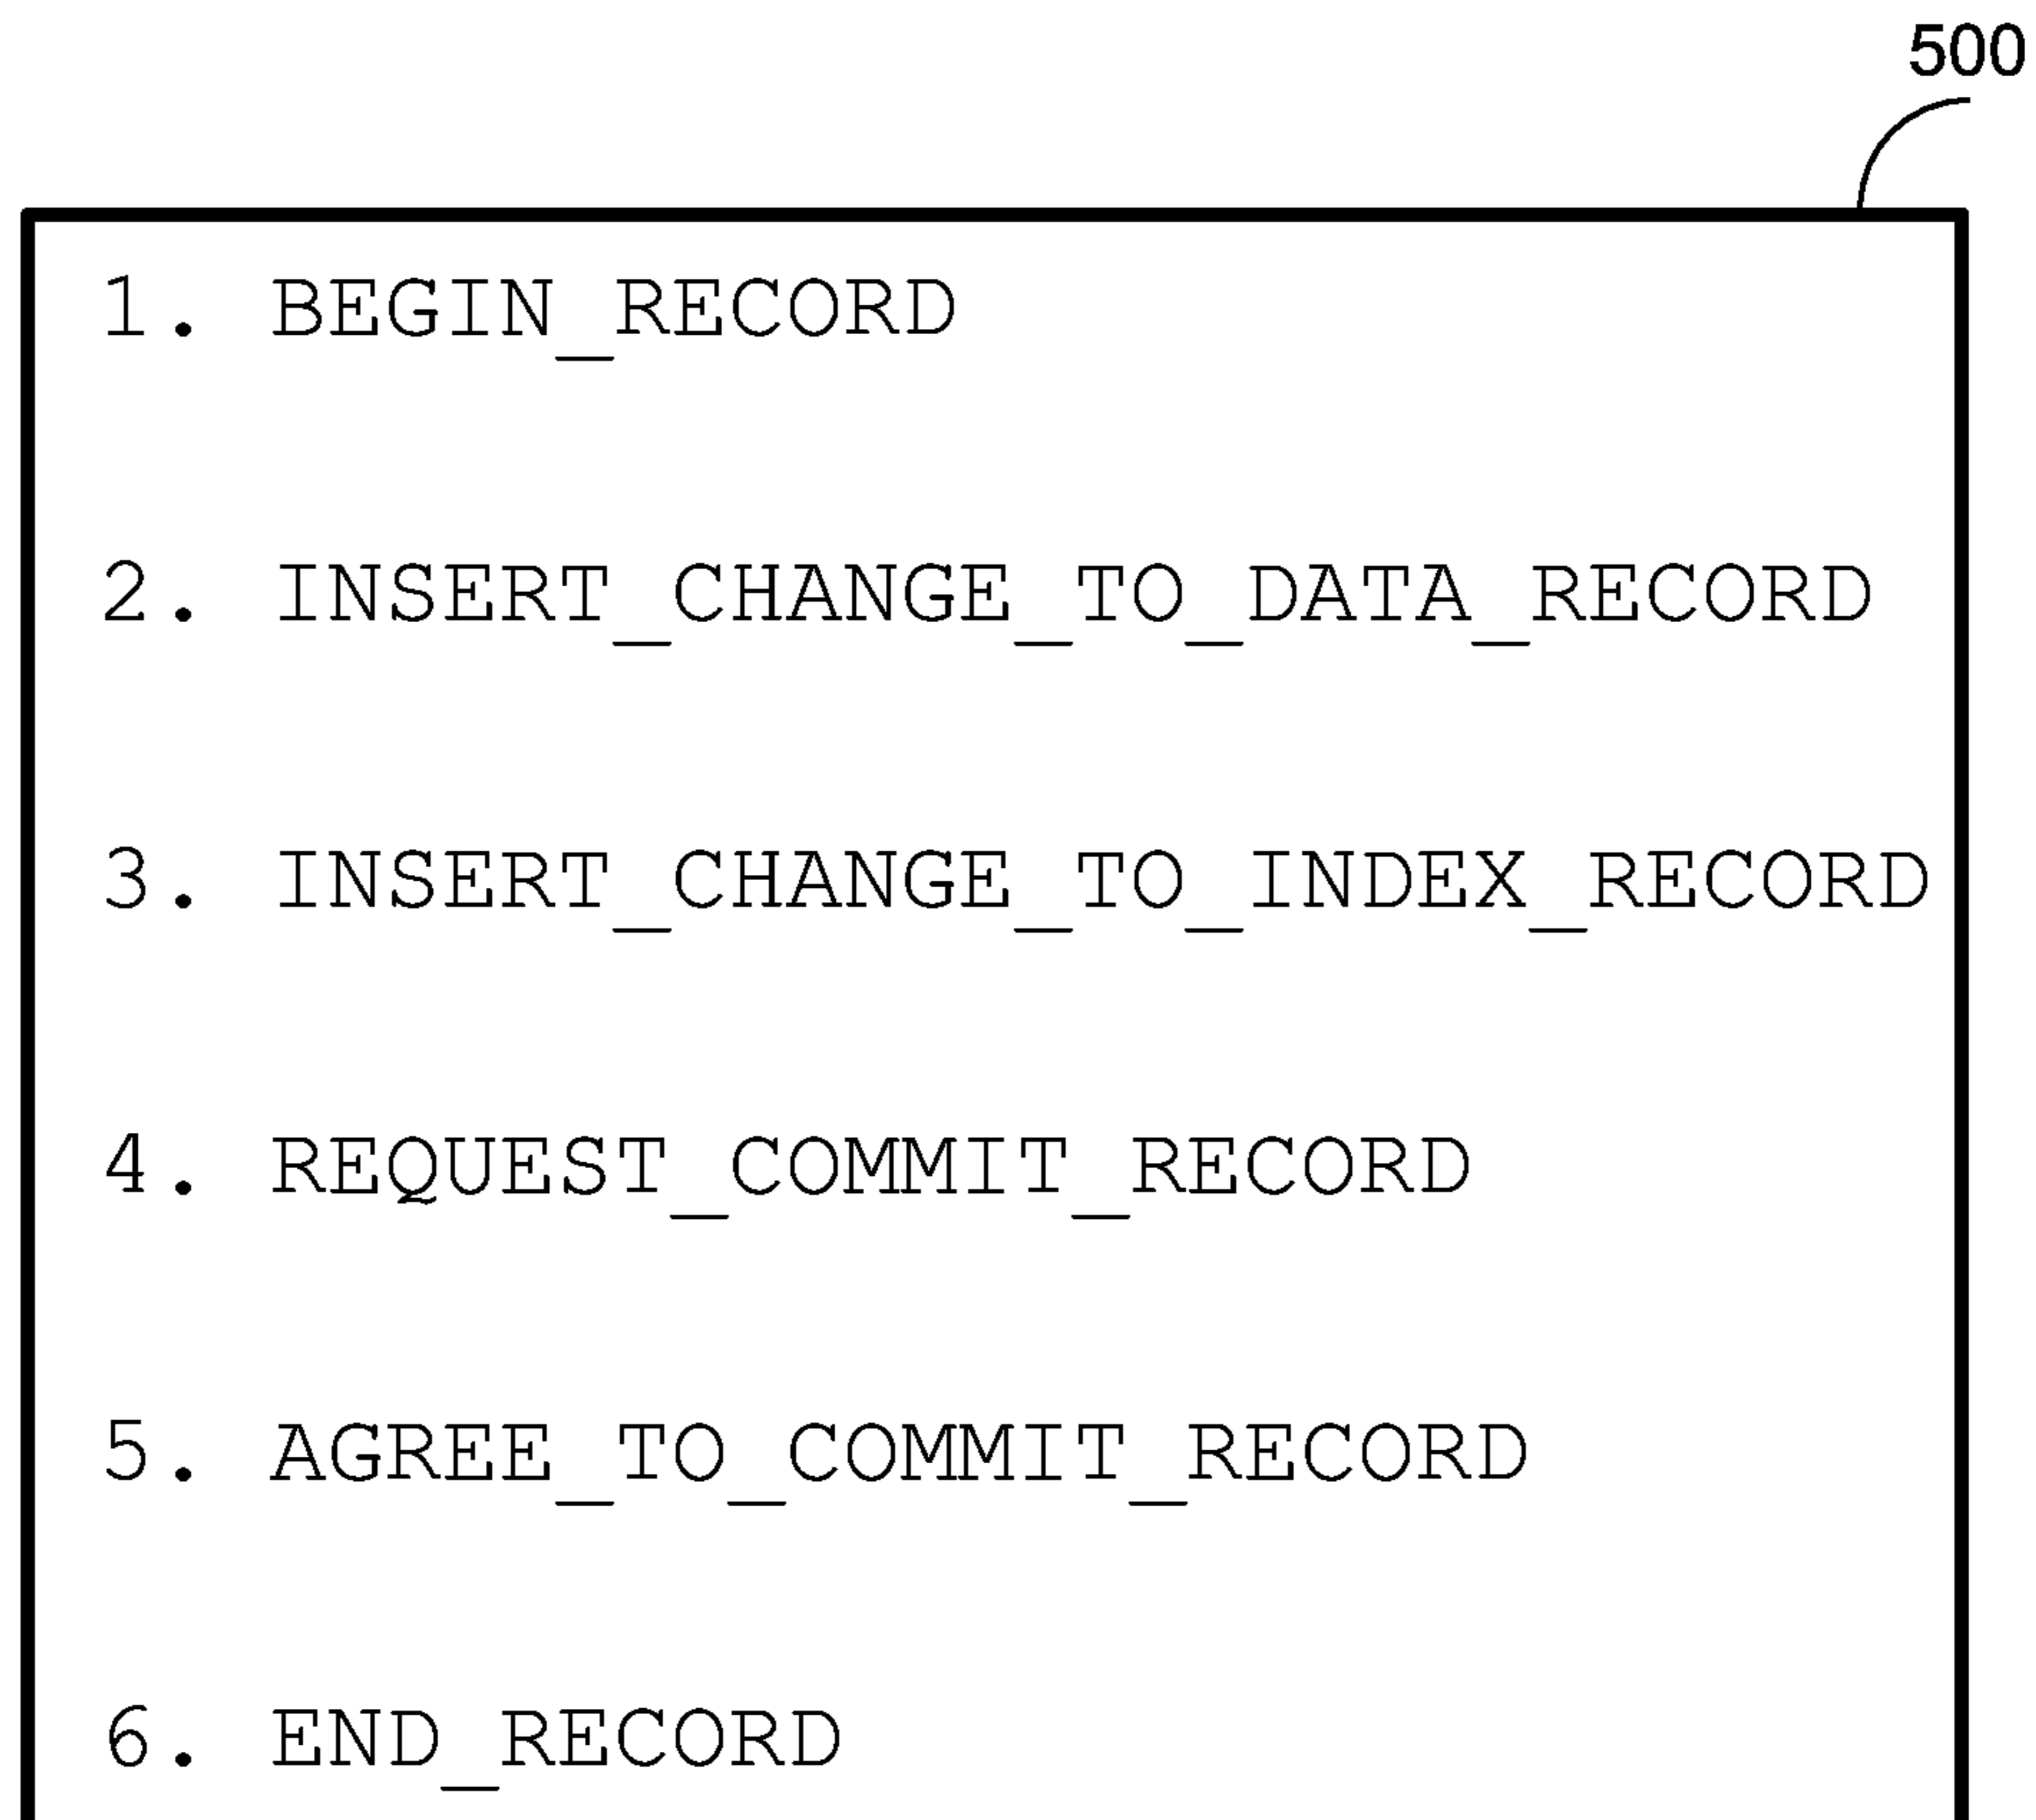 500
1. BEGIN_RECORD
2. INSERT_CHANGE_TO_DATA_RECORD
3. INSERT_CHANGE_TO_INDEX_RECORD
4. REQUEST_COMMIT_RECORD
5. AGREE_TO_COMMIT_RECORD
6. END_RECORD